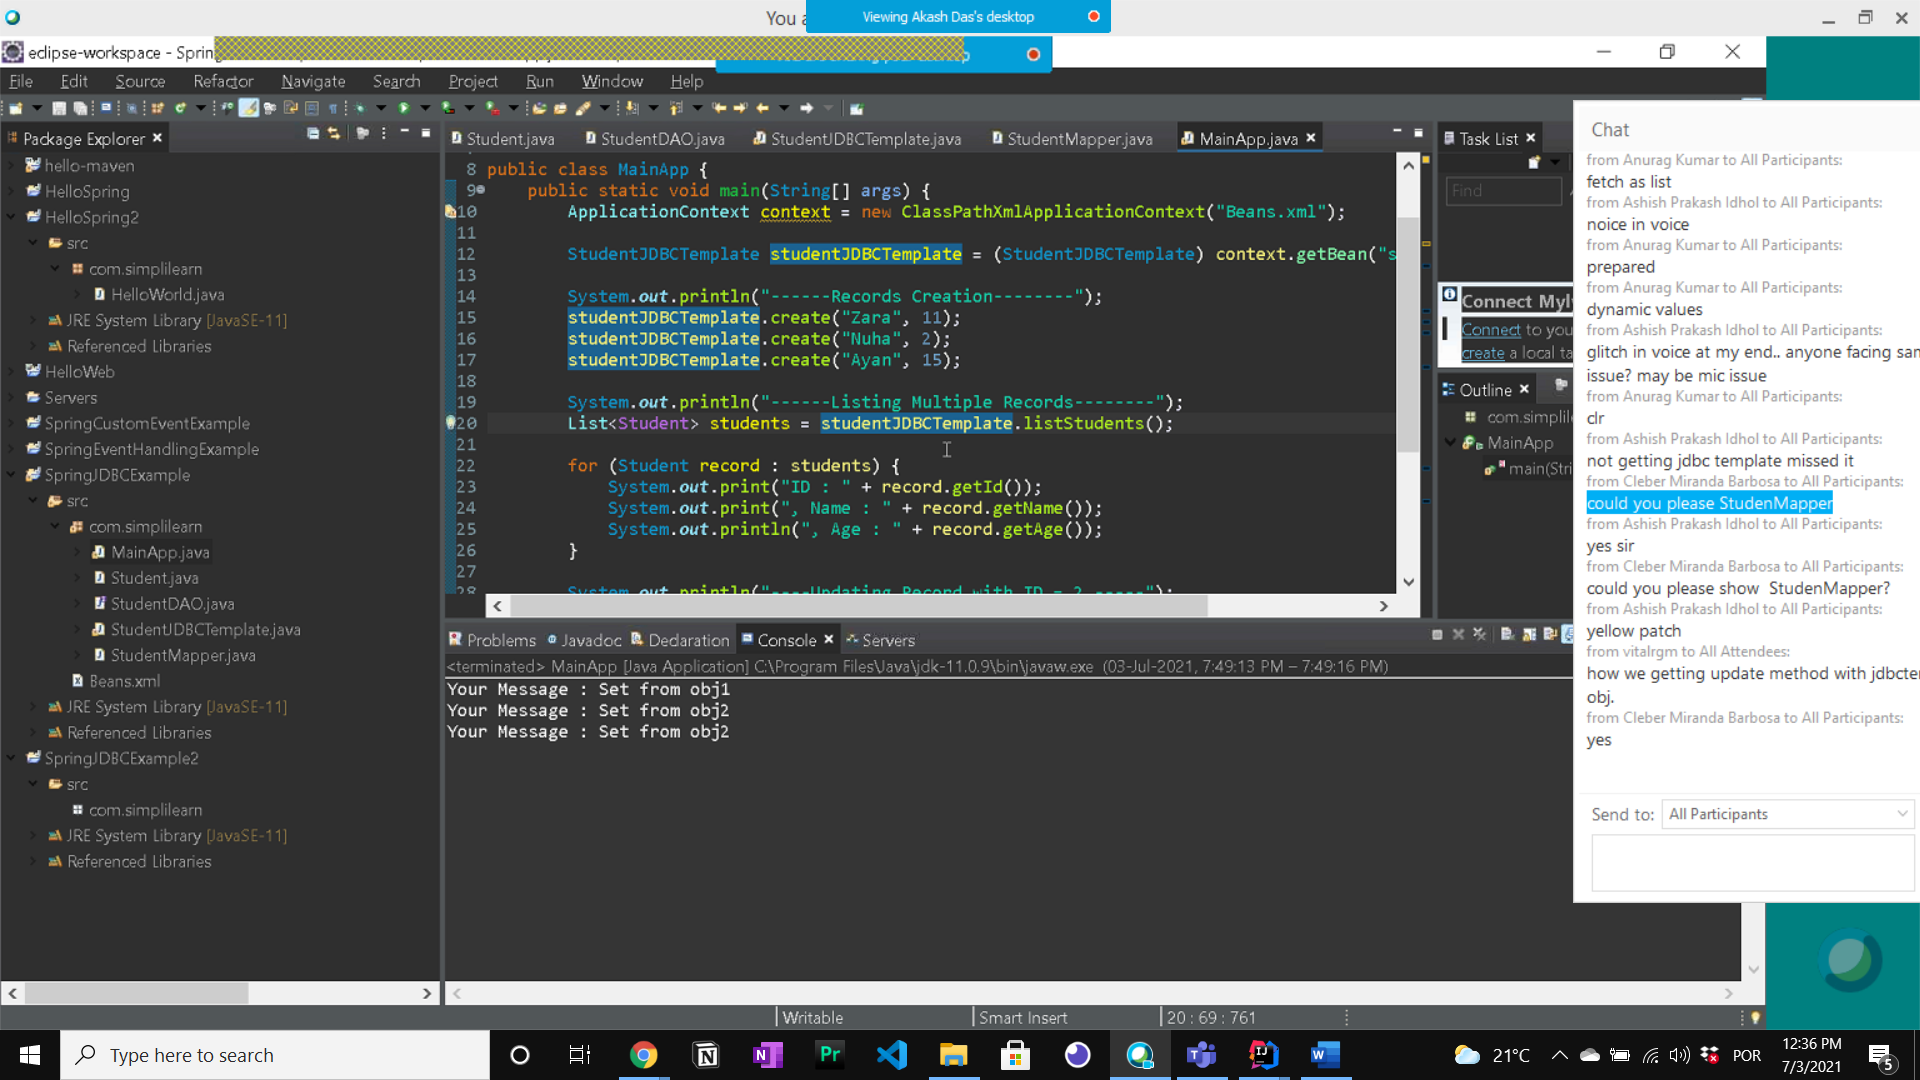 You a
Viewing Akash Das's desktop
eclipse-workspace - Spring
File Edit Source Refactor Navigate Search Project Run Window Help
Package Explorer
hello-maven
HelloSpring
HelloSpring2
src
com.simplilearn
HelloWorld.java
JRE System Library [JavaSE-11]
Referenced Libraries
HelloWeb
Servers
SpringCustomEventExample
SpringEventHandlingExample
SpringJDBCExample
src
com.simplilearn
MainApp.java
Student.java
StudentDAO.java
StudentJDBCTemplate.java
StudentMapper.java
Beans.xml
JRE System Library [JavaSE-11]
Referenced Libraries
SpringJDBCExample2
src
com.simplilearn
JRE System Library [JavaSE-11]
Referenced Libraries
Student.java StudentDAO.java StudentJDBCTemplate.java StudentMapper.java MainApp.java
8 public class MainApp {
9 public static void main(String[] args) {
10 ApplicationContext context = new ClassPathXmlApplicationContext("Beans.xml");
11
12 StudentJDBCTemplate studentJDBCTemplate = (StudentJDBCTemplate) context.getBean("s
13
14 System.out.println("------Records Creation--------");
15 studentJDBCTemplate.create("Zara", 11);
16 studentJDBCTemplate.create("Nuha", 2);
17 studentJDBCTemplate.create("Ayan", 15);
18
19 System.out.println("------Listing Multiple Records--------");
20 List<Student> students = studentJDBCTemplate.listStudents();
21
22 for (Student record : students) {
23 System.out.print("ID : " + record.getId());
24 System.out.print(", Name : " + record.getName());
25 System.out.println(", Age : " + record.getAge());
26 }
27
28 System.out.println("----Updating Record with ID = 2 -----");
Task List
Find
Connect Myl
Connect to you
create a local ta
Outline
com.simplile
MainApp
main(Stri
Problems Javadoc Declaration Console Servers
<terminated> MainApp [Java Application] C:\Program Files\Java\jdk-11.0.9\bin\javaw.exe (03-Jul-2021, 7:49:13 PM – 7:49:16 PM)
Your Message : Set from obj1
Your Message : Set from obj2
Your Message : Set from obj2
Writable Smart Insert 20 : 69 : 761
Chat
from Anurag Kumar to All Participants:
fetch as list
from Ashish Prakash Idhol to All Participants:
noice in voice
from Anurag Kumar to All Participants:
prepared
from Anurag Kumar to All Participants:
dynamic values
from Ashish Prakash Idhol to All Participants:
glitch in voice at my end.. anyone facing sam
issue? may be mic issue
from Anurag Kumar to All Participants:
clr
from Ashish Prakash Idhol to All Participants:
not getting jdbc template missed it
from Cleber Miranda Barbosa to All Participants:
could you please StudenMapper
from Ashish Prakash Idhol to All Participants:
yes sir
from Cleber Miranda Barbosa to All Participants:
could you please show StudenMapper?
from Ashish Prakash Idhol to All Participants:
yellow patch
from vitalrgm to All Attendees:
how we getting update method with jdbcte
obj.
from Cleber Miranda Barbosa to All Participants:
yes
Send to: All Participants
Type here to search
21°C
POR
12:36 PM
7/3/2021
5